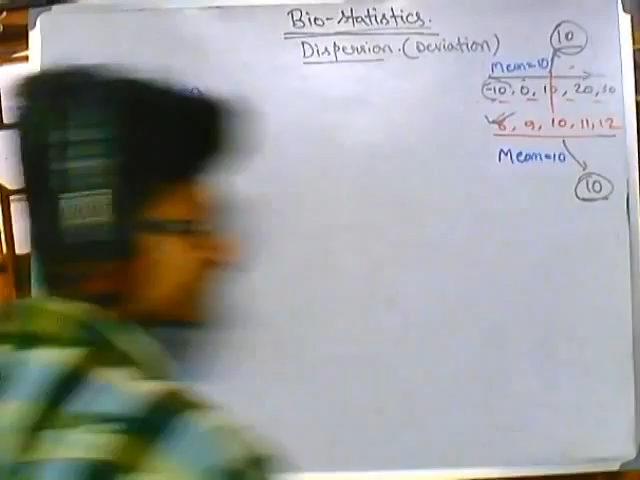 Bio-Statistics.
Dispersion. (Deviation)
10
Mean=10
-10, 0, 10, 20, 30
8, 9, 10, 11, 12
Mean=10
10